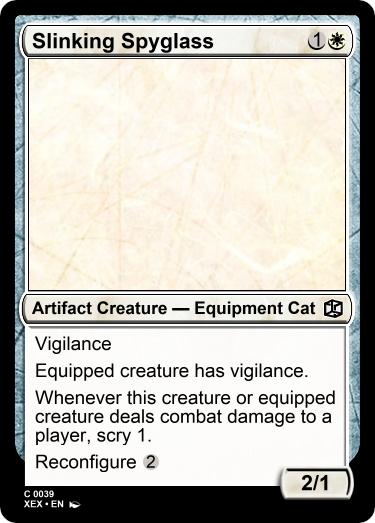 Slinking Spyglass 1
Artifact Creature — Equipment Cat
Vigilance
Equipped creature has vigilance.
Whenever this creature or equipped
creature deals combat damage to a
player, scry 1.
Reconfigure 2
2/1
C 0039
XEX • EN